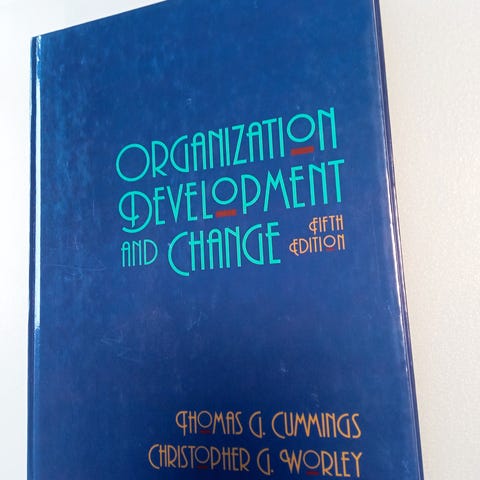 ORGANIZATION
DEVELOPMENT
AND CHANGE
FIFTH
EDITION
THOMAS G. CUMMINGS
CHRISTOPHER G. WORLEY